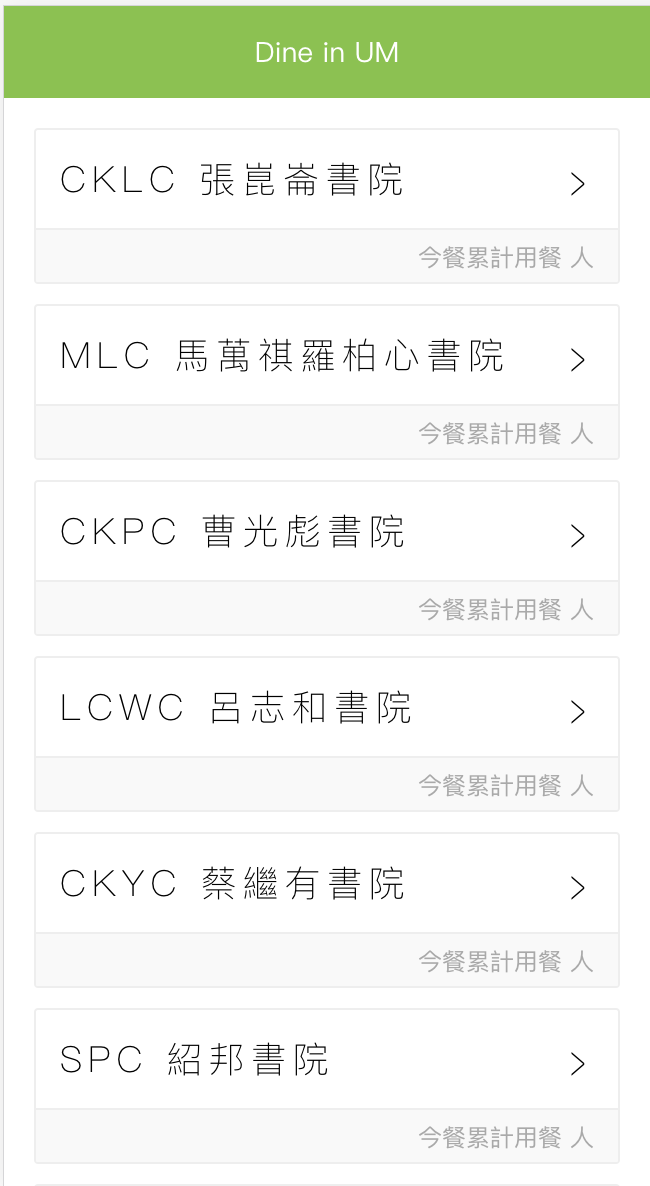 Dine in UM
CKLC 張崑崙書院
今餐累計用餐 人
MLC 馬萬祺羅柏心書院
今餐累計用餐 人
CKPC 曹光彪書院
今餐累計用餐 人
LCWC 呂志和書院
今餐累計用餐 人
CKYC 蔡繼有書院
今餐累計用餐 人
SPC 紹邦書院
今餐累計用餐 人